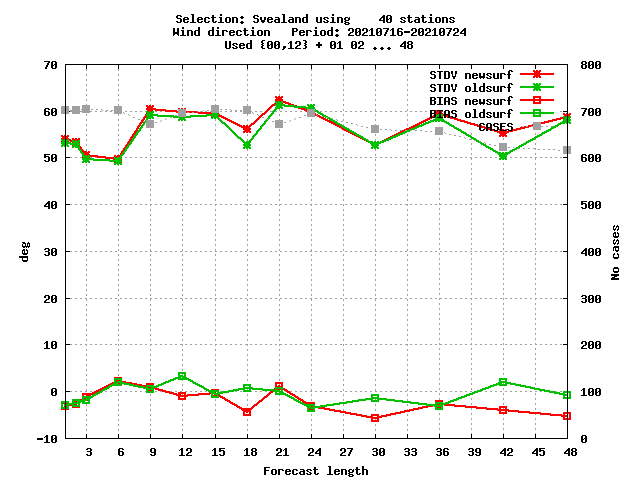 Selection: Svealand using    40 stations
Wind direction   Period: 20210716-20210724
Used {00,12} + 01 02 ... 48
70
60
50
40
30
20
10
0
-10
deg
800
700
600
500
400
300
200
100
0
No cases
STDV newsurf
STDV oldsurf
BIAS newsurf
BIAS oldsurf
CASES
3 6 9 12 15 18 21 24 27 30 33 36 39 42 45 48
Forecast length